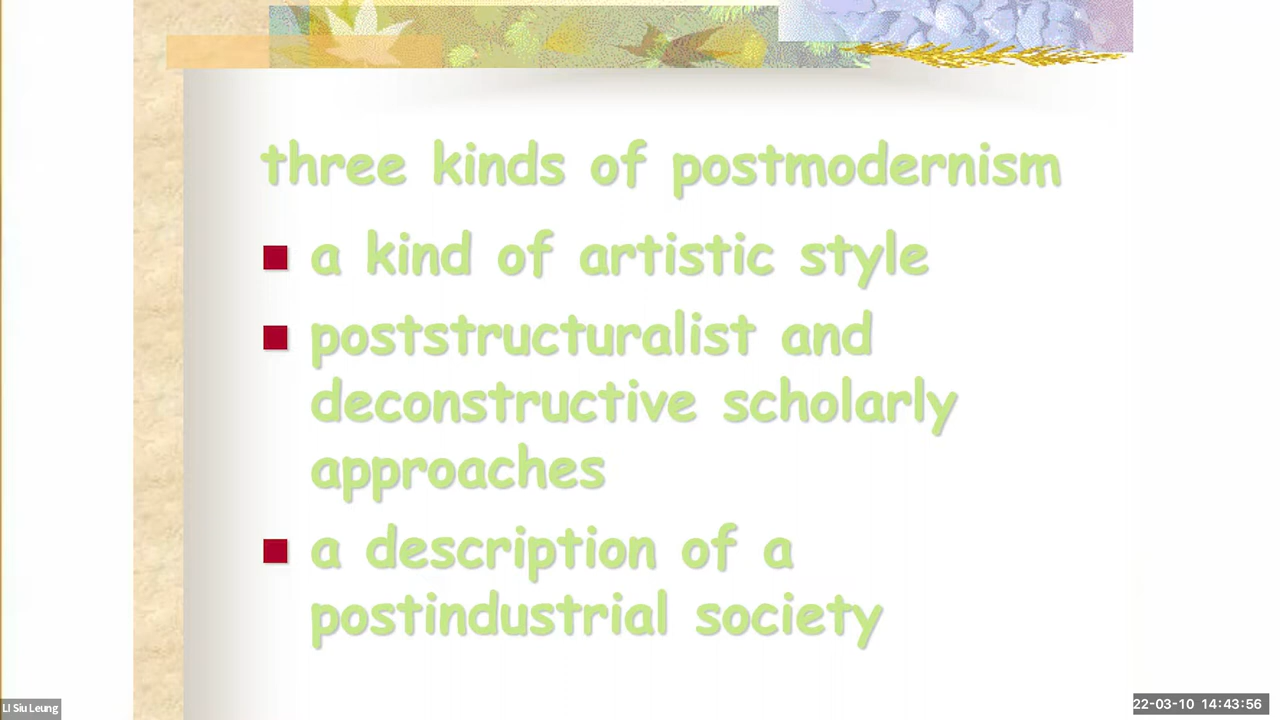 three kinds of postmodernism
a kind of artistic style
poststructuralist and
deconstructive scholarly
approaches
a description of a
postindustrial society
LI Siu Leung
22-03-10 14:43:56